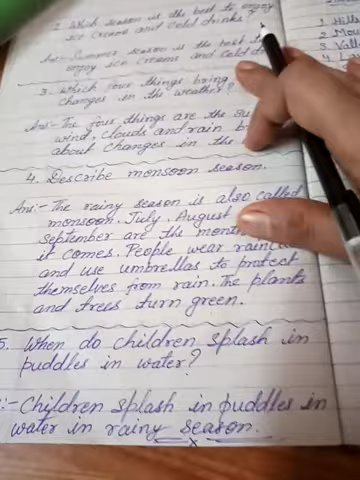 2. Which season is the best to enjoy
ice creams and cold drinks?
Ans:- Summer season is the best to
enjoy ice creams and cold
3. Which four things bring
changes in the weather?
Ans:- The four things are the
wind, clouds and rain
about changes in the
4. Describe monsoon season.
Ans:- The rainy season is also called
monsoon. July, August
September are the
it comes. People wear
and use umbrellas to protect
themselves from rain. The plants
and trees turn green.
5. When do children splash in
puddles in water?
:- Children splash in puddles in
water in rainy season.
1. Hills
3.
4.